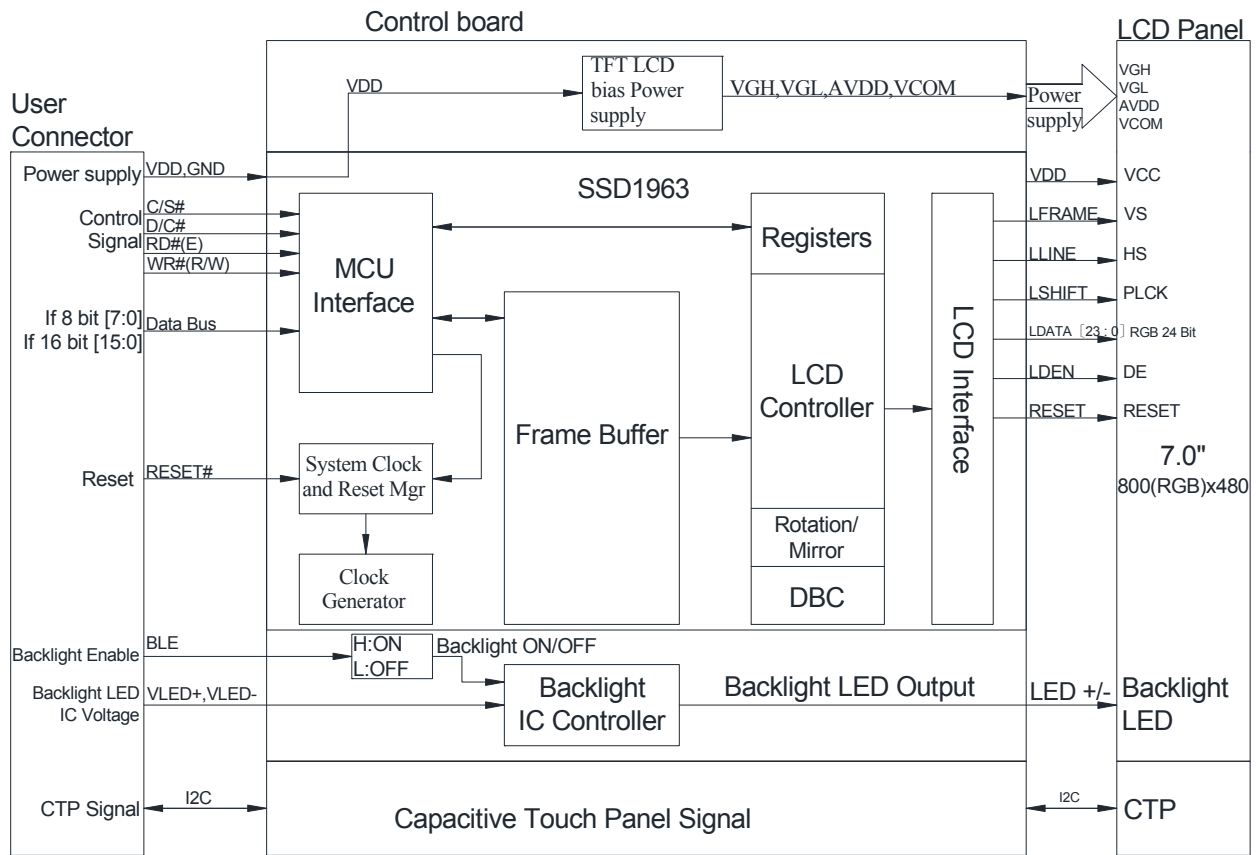 Control board
LCD Panel
User
Connector
VDD
TFT LCD
bias Power
supply
VGH,VGL,AVDD,VCOM
Power
supply
VGH
VGL
AVDD
VCOM
Power supply
VDD,GND
SSD1963
VDD
VCC
Control
Signal
C/S#
D/C#
RD#(E)
WR#(R/W)
MCU
Interface
Registers
LFRAME
VS
LLINE
HS
LSHIFT
PLCK
LDATA [23:0] RGB 24 Bit
LDEN
DE
RESET
RESET
If 8 bit [7:0]
If 16 bit [15:0]
Data Bus
Frame Buffer
LCD
Controller
LCD Interface
7.0"
800(RGB)x480
Reset
RESET#
System Clock
and Reset Mgr
Clock
Generator
Rotation/
Mirror
DBC
Backlight Enable
BLE
H:ON
L:OFF
Backlight ON/OFF
Backlight LED
IC Voltage
VLED+,VLED-
Backlight
IC Controller
Backlight LED Output
LED +/-
Backlight
LED
CTP Signal
I2C
Capacitive Touch Panel Signal
I2C
CTP